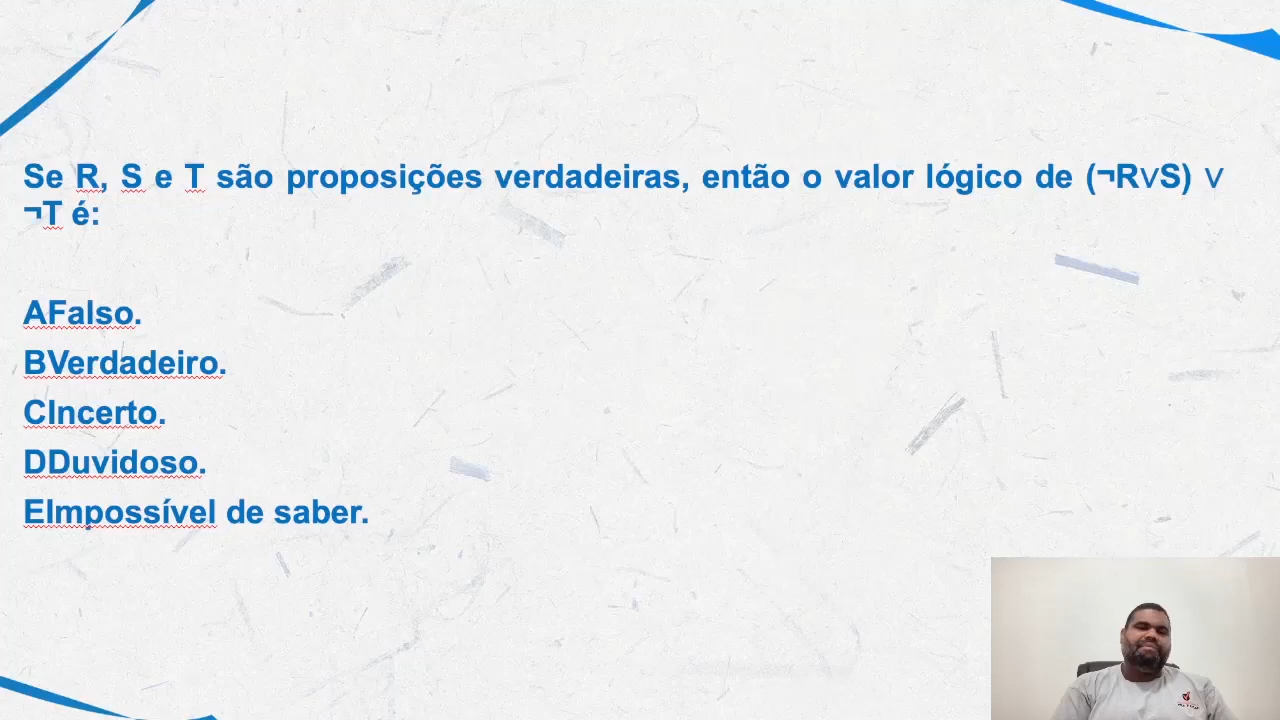 Se R, S e T são proposições verdadeiras, então o valor lógico de (¬R∨S) ∨
¬T é:
AFalso.
BVerdadeiro.
CIncerto.
DDuvidoso.
EImpossível de saber.